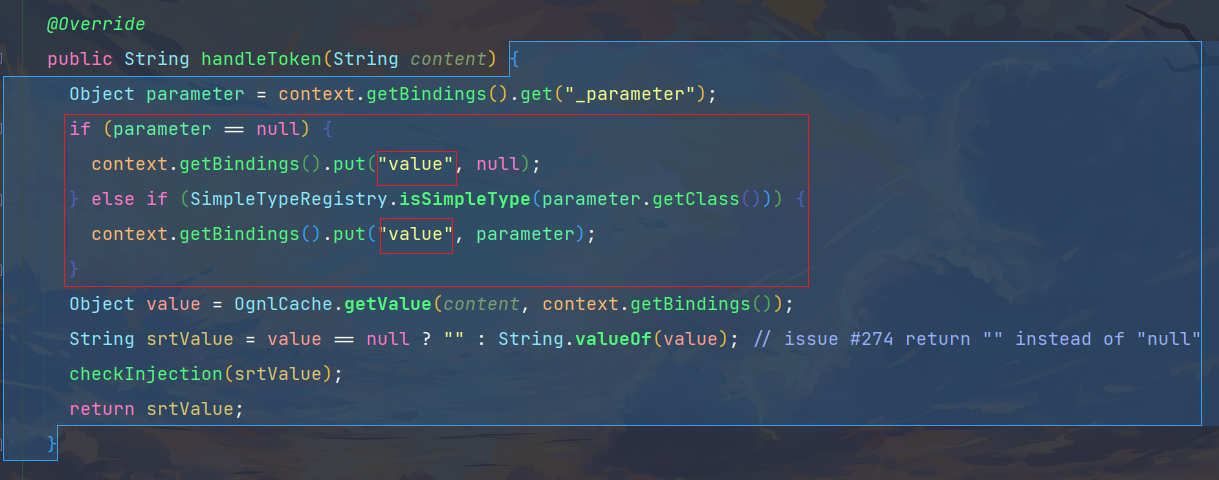 @Override
public String handleToken(String content) {
Object parameter = context.getBindings().get("_parameter");
if (parameter == null) {
context.getBindings().put("value", null);
} else if (SimpleTypeRegistry.isSimpleType(parameter.getClass())) {
context.getBindings().put("value", parameter);
}
Object value = OgnlCache.getValue(content, context.getBindings());
String srtValue = value == null ? "" : String.valueOf(value); // issue #274 return "" instead of "null"
checkInjection(srtValue);
return srtValue;
}